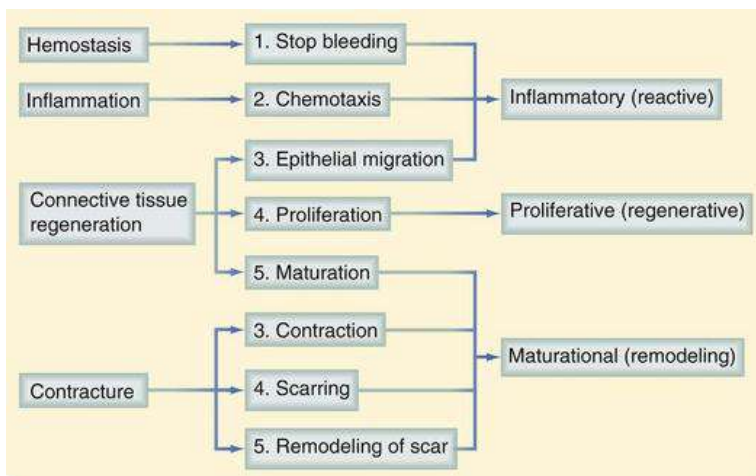 Hemostasis
1. Stop bleeding
Inflammation
2. Chemotaxis
Inflammatory (reactive)
3. Epithelial migration
Connective tissue
regeneration
4. Proliferation
Proliferative (regenerative)
5. Maturation
3. Contraction
Maturational (remodeling)
Contracture
4. Scarring
5. Remodeling of scar